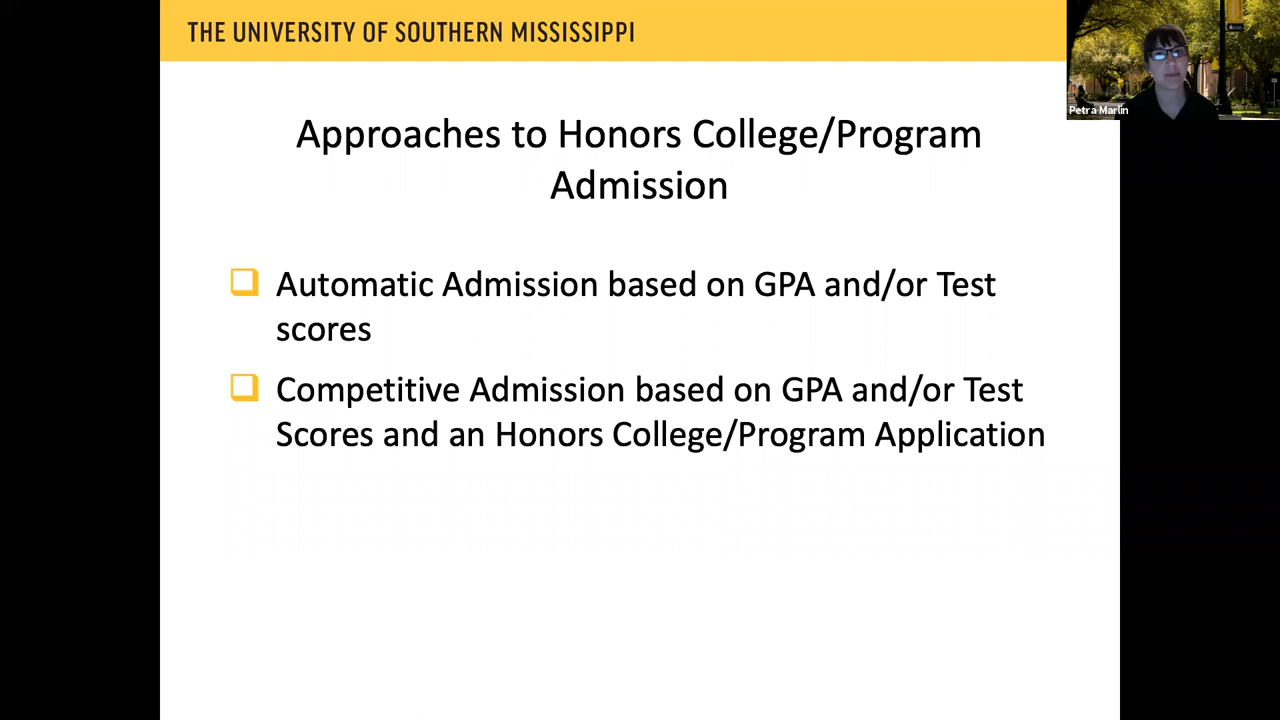 THE UNIVERSITY OF SOUTHERN MISSISSIPPI
Petra Marlin
Approaches to Honors College/Program
Admission
Automatic Admission based on GPA and/or Test
scores
Competitive Admission based on GPA and/or Test
Scores and an Honors College/Program Application